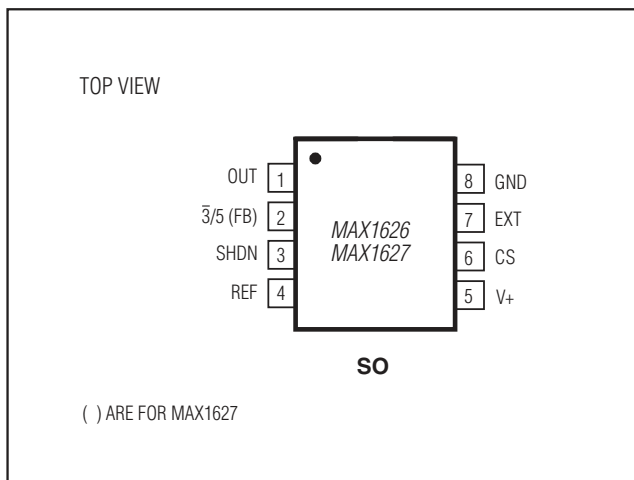 TOP VIEW
OUT 1
3̅/5 (FB) 2
SHDN 3
REF 4
8 GND
7 EXT
6 CS
5 V+
MAX1626
MAX1627
SO
( ) ARE FOR MAX1627